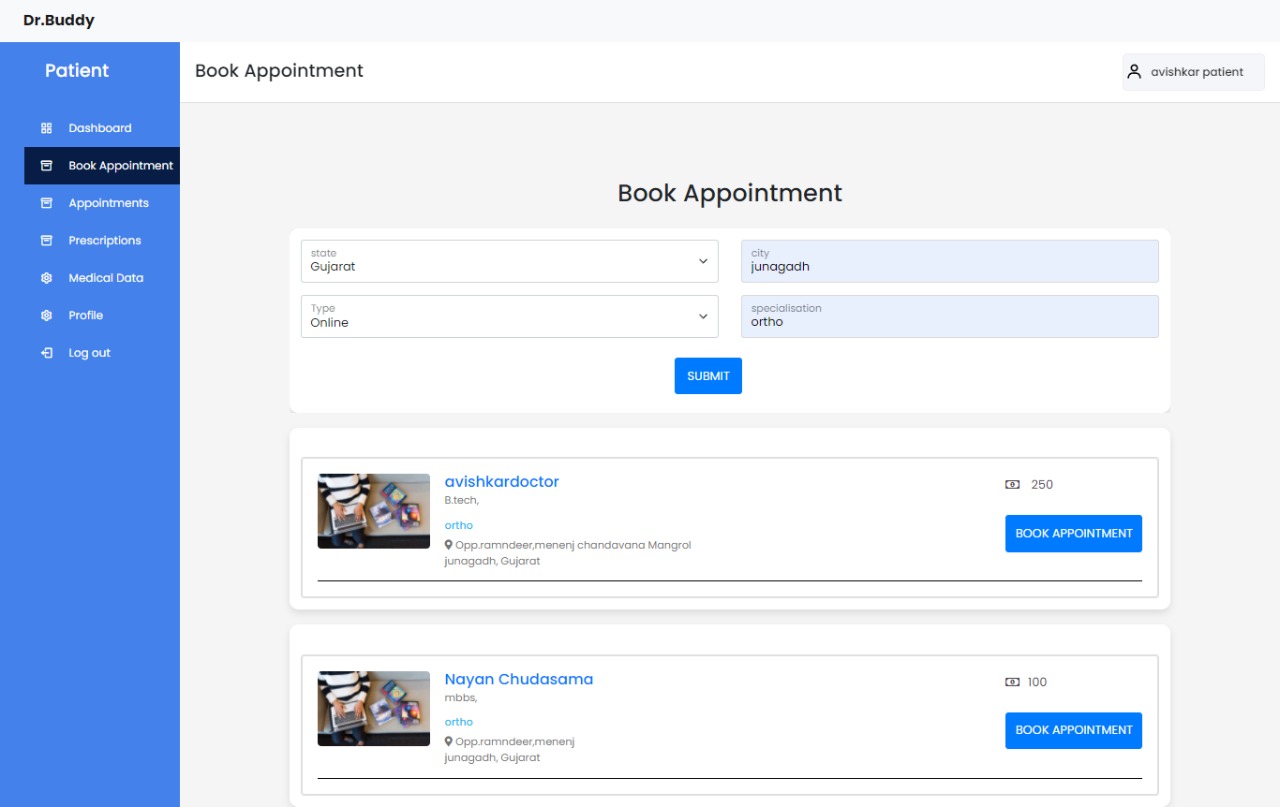 Dr.Buddy
Patient
Dashboard
Book Appointment
Appointments
Prescriptions
Medical Data
Profile
Log out
Book Appointment
avishkar patient
Book Appointment
state
Gujarat
city
junagadh
Type
Online
specialisation
ortho
SUBMIT
avishkardoctor
B.tech,
ortho
Opp.ramndeer,menenj chandavana Mangrol
junagadh, Gujarat
250
BOOK APPOINTMENT
Nayan Chudasama
mbbs,
ortho
Opp.ramndeer,menenj
junagadh, Gujarat
100
BOOK APPOINTMENT